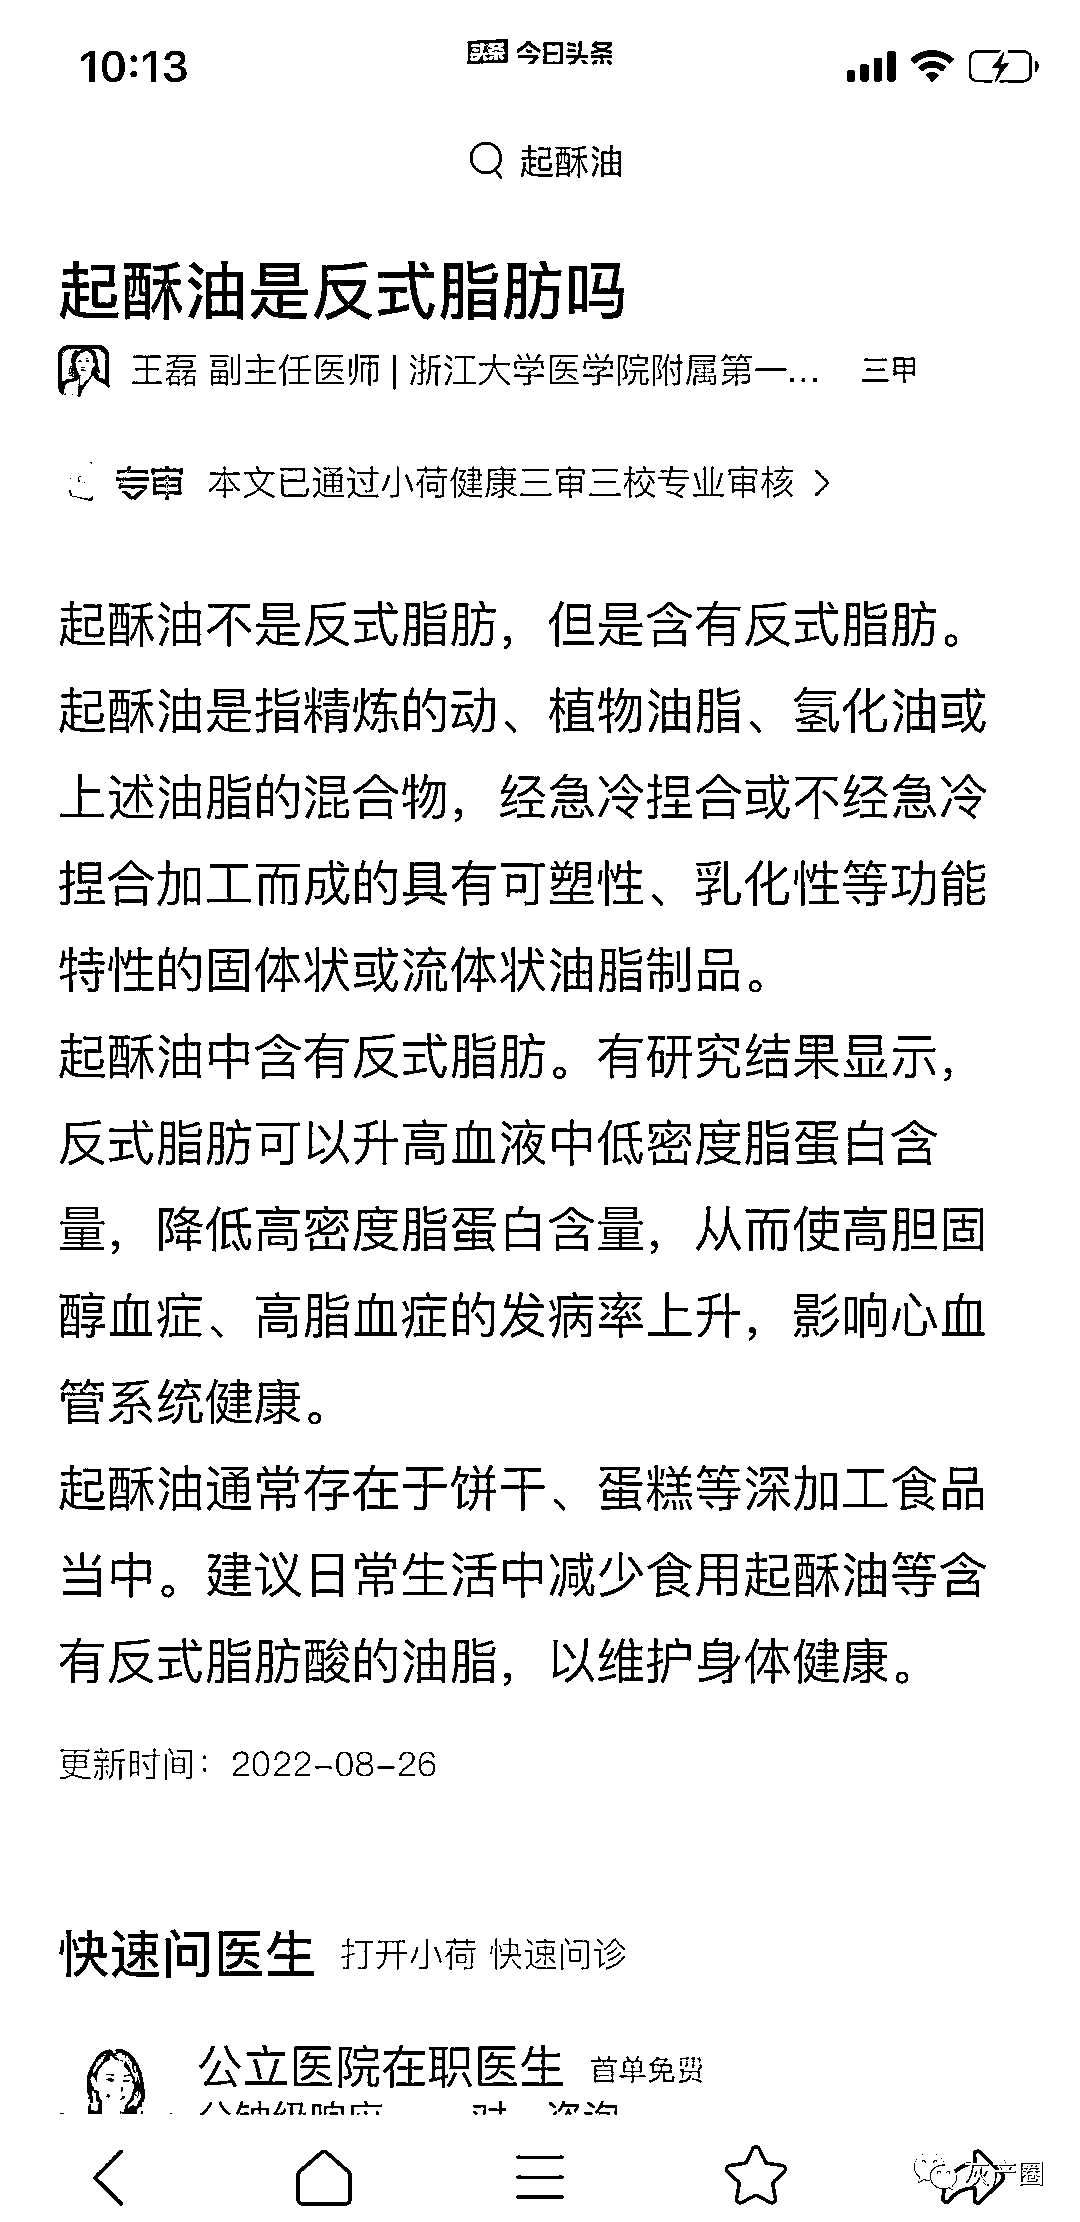 10:13
头条 今日头条
起酥油
起酥油是反式脂肪吗
王磊 副主任医师 | 浙江大学医学院附属第一... 三甲
专审 本文已通过小荷健康三审三校专业审核
起酥油不是反式脂肪，但是含有反式脂肪。
起酥油是指精炼的动、植物油脂、氢化油或
上述油脂的混合物，经急冷捏合或不经急冷
捏合加工而成的具有可塑性、乳化性等功能
特性的固体状或流体状油脂制品。
起酥油中含有反式脂肪。有研究结果显示，
反式脂肪可以升高血液中低密度脂蛋白含
量，降低高密度脂蛋白含量，从而使高胆固
醇血症、高脂血症的发病率上升，影响心血
管系统健康。
起酥油通常存在于饼干、蛋糕等深加工食品
当中。建议日常生活中减少食用起酥油等含
有反式脂肪酸的油脂，以维护身体健康。
更新时间：2022-08-26
快速问医生 打开小荷 快速问诊
公立医院在职医生 首单免费
灰产圈